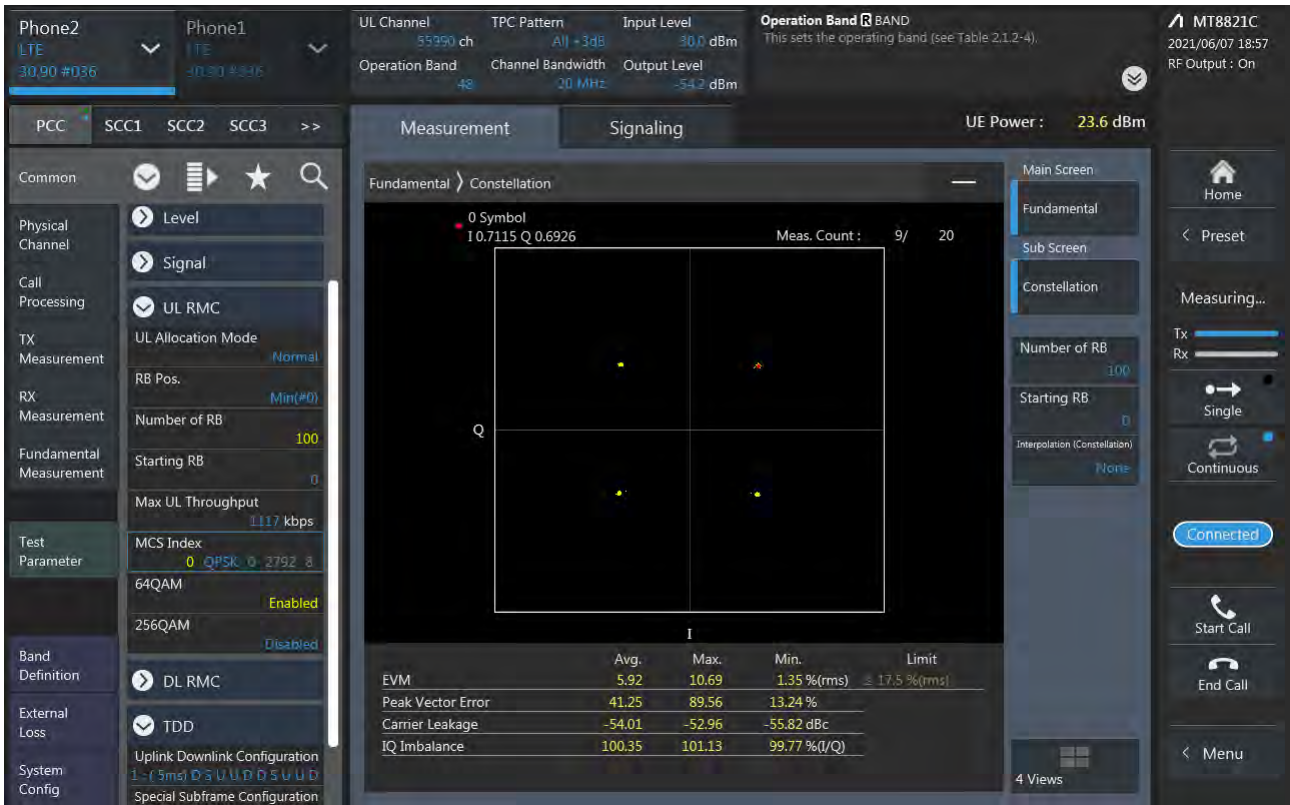 Phone2
LTE
30.90 #036
Phone1
LTE
30.90 #036
UL Channel
55990 ch
TPC Pattern
All +3dB
Input Level
30.0 dBm
Operation Band
48
Channel Bandwidth
20 MHz
Output Level
-54.2 dBm
Operation Band R BAND
This sets the operating band (see Table 2.1.2-4).
MT8821C
2021/06/07 18:57
RF Output : On
PCC SCC1 SCC2 SCC3 >>
Measurement
Signaling
UE Power : 23.6 dBm
Common
Physical
Channel
Call
Processing
TX
Measurement
RX
Measurement
Fundamental
Measurement
Test
Parameter
Band
Definition
External
Loss
System
Config
Level
Signal
UL RMC
UL Allocation Mode
Normal
RB Pos.
Min(#0)
Number of RB
100
Starting RB
0
Max UL Throughput
1117 kbps
MCS Index
0 QPSK 0 2792 8
64QAM
Enabled
256QAM
Disabled
DL RMC
TDD
Uplink Downlink Configuration
1 : ( 5ms) D S U U D D S U U D
Special Subframe Configuration
Fundamental 〉 Constellation
0 Symbol
I 0.7115 Q 0.6926
Meas. Count : 9/ 20
Q
I
Avg. Max. Min. Limit
EVM 5.92 10.69 1.35 %(rms) ≤ 17.5 %(rms)
Peak Vector Error 41.25 89.56 13.24 %
Carrier Leakage -54.01 -52.96 -55.82 dBc
IQ Imbalance 100.35 101.13 99.77 %(I/Q)
Main Screen
Fundamental
Sub Screen
Constellation
Number of RB
100
Starting RB
0
Interpolation (Constellation)
None
4 Views
Home
< Preset
Measuring...
Tx
Rx
Single
Continuous
Connected
Start Call
End Call
< Menu